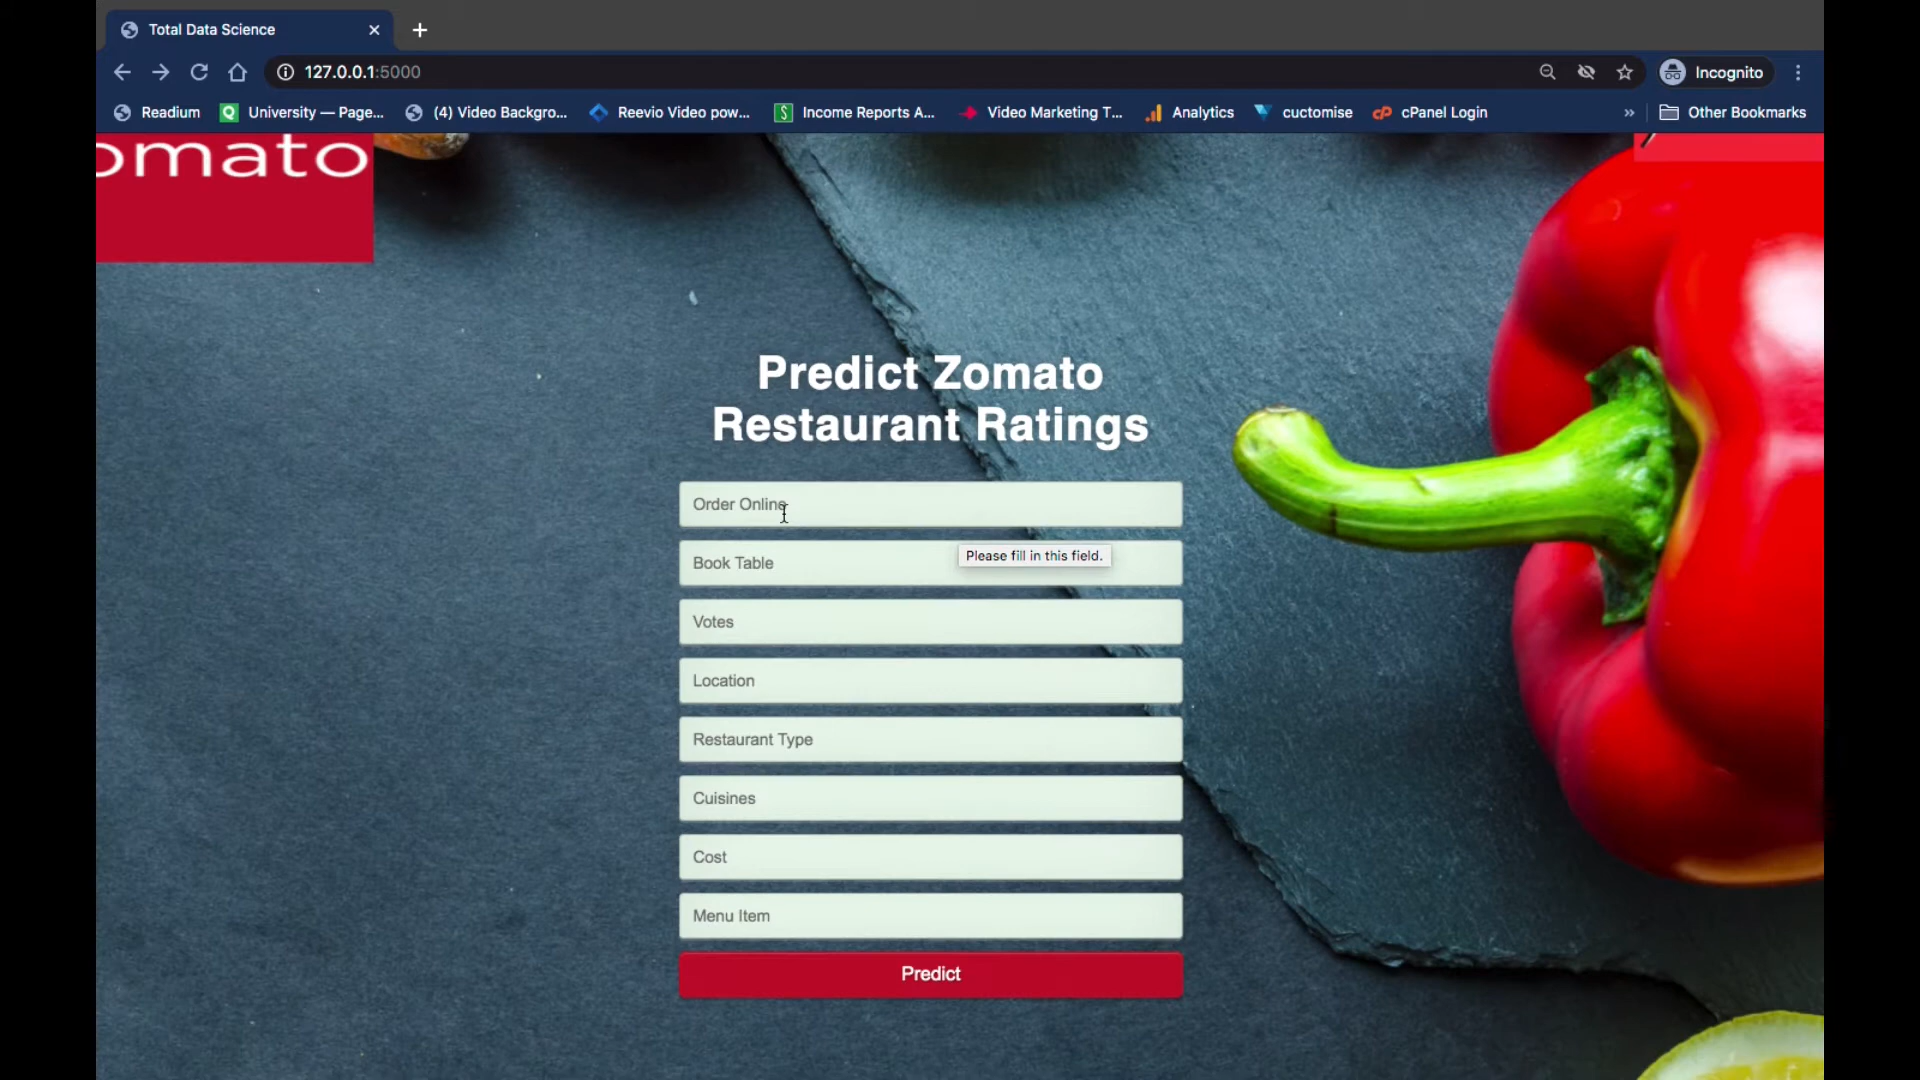 Total Data Science
127.0.0.1:5000
Incognito
Readium
University — Page...
(4) Video Backgro...
Reevio Video pow...
Income Reports A...
Video Marketing T...
Analytics
cuctomise
cPanel Login
»
Other Bookmarks
omato
Predict Zomato
Restaurant Ratings
Order Online
Book Table
Please fill in this field.
Votes
Location
Restaurant Type
Cuisines
Cost
Menu Item
Predict